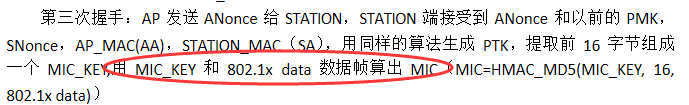 第三次握手：AP 发送 ANonce 给 STATION，STATION 端接受到 ANonce 和以前的 PMK，
SNonce，AP_MAC(AA)，STATION_MAC（SA），用同样的算法生成 PTK，提取前 16 字节组成
一个 MIC_KEY,用 MIC_KEY 和 802.1x data 数据帧算出 MIC（MIC=HMAC_MD5(MIC_KEY, 16,
802.1x data)）